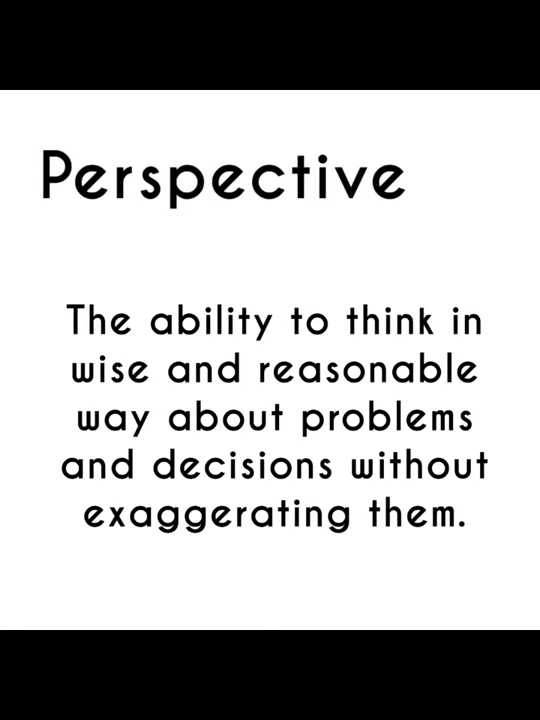 Perspective
The ability to think in
wise and reasonable
way about problems
and decisions without
exaggerating them.